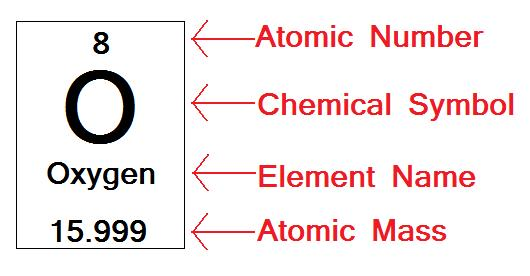 8 Atomic Number
O Chemical Symbol
Oxygen Element Name
15.999 Atomic Mass